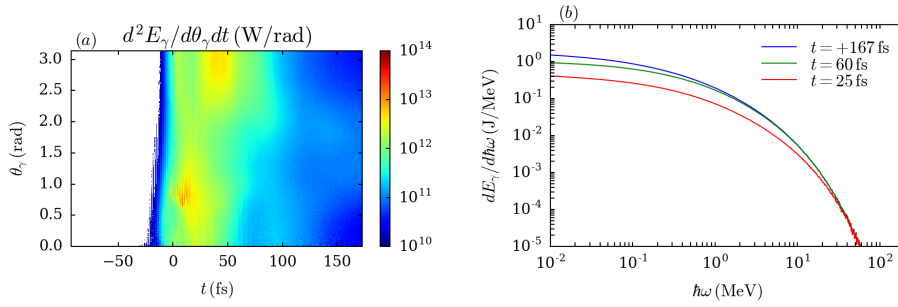 (a) d²Eγ/dθγdt (W/rad)
3.0
2.5
2.0
1.5
1.0
0.5
0.0
θγ (rad)
−50 0 50 100 150
t (fs)
10¹⁴
10¹³
10¹²
10¹¹
10¹⁰
(b)
10¹
10⁰
10⁻¹
10⁻²
10⁻³
10⁻⁴
10⁻⁵
dEγ/dħω (J/MeV)
t = +167 fs
t = 60 fs
t = 25 fs
10⁻² 10⁻¹ 10⁰ 10¹ 10²
ħω (MeV)